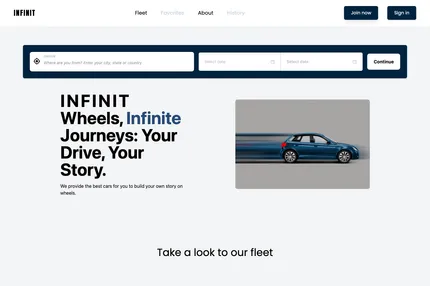 INFINIT
Fleet
Favorites
About
History
Join now
Sign in
Where are you from? Enter your city, state or country
Select date
Select date
Continue
INFINIT
Wheels, Infinite
Journeys: Your
Drive, Your
Story.
We provide the best cars for you to build your own story on
wheels.
Take a look to our fleet